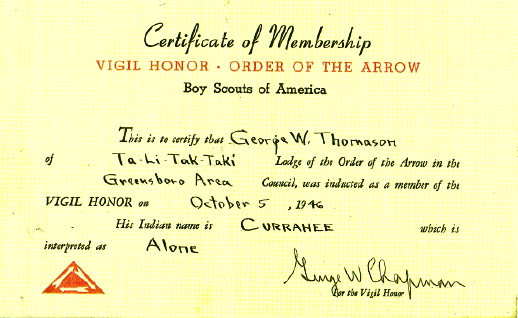 Certificate of Membership
VIGIL HONOR - ORDER OF THE ARROW
Boy Scouts of America
This is to certify that George W. Thomason
of Ta-Li-Tak-Taki Lodge of the Order of the Arrow in the
Greensboro Area Council, was inducted as a member of the
VIGIL HONOR on October 5, 1946
His Indian name is CURRAHEE which is
interpreted as Alone
George W Chapman
For the Vigil Honor